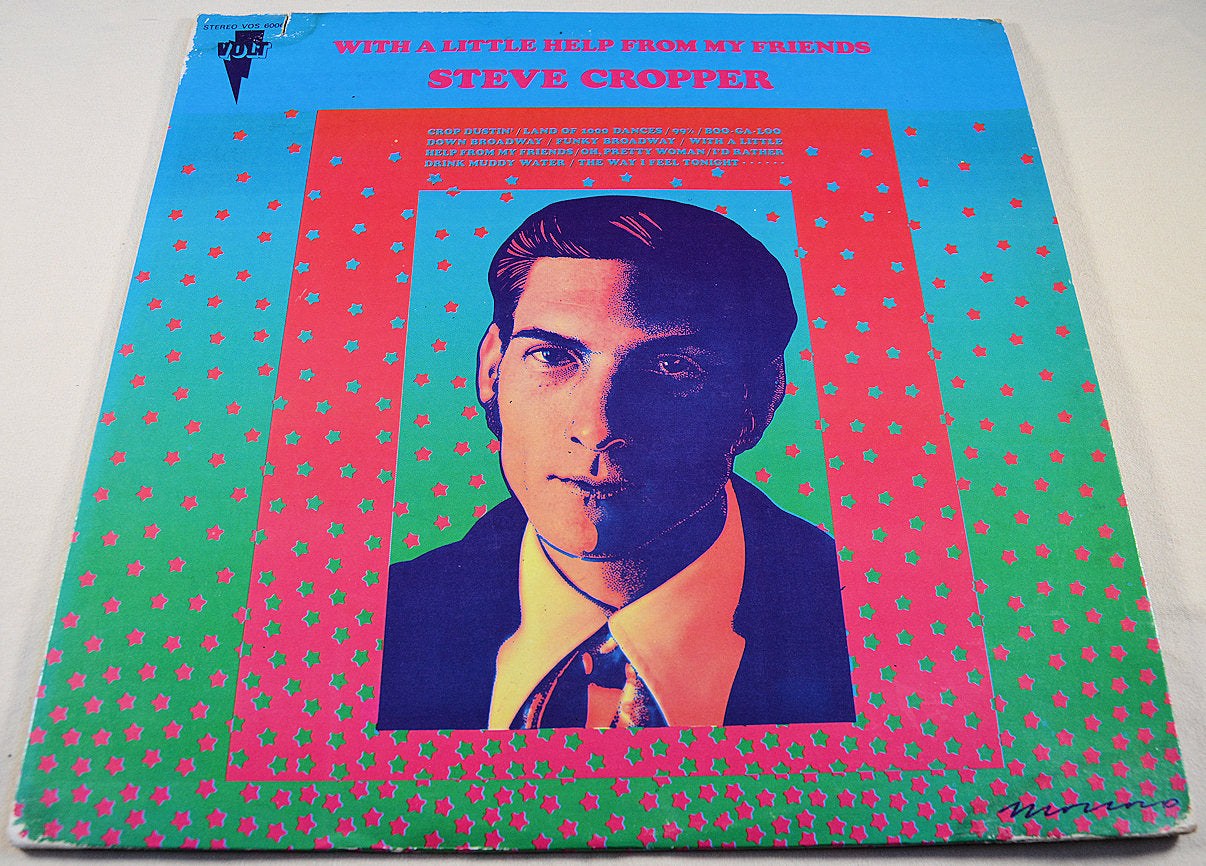 STEREO VOS 6006
VOLT
WITH A LITTLE HELP FROM MY FRIENDS
STEVE CROPPER
CROP DUSTIN' / LAND OF 1000 DANCES / 99½ / BOO-GA-LOO
DOWN BROADWAY / FUNKY BROADWAY / WITH A LITTLE
HELP FROM MY FRIENDS/OH, PRETTY WOMAN/I'D RATHER
DRINK MUDDY WATER / THE WAY I FEEL TONIGHT · · · · · · ·